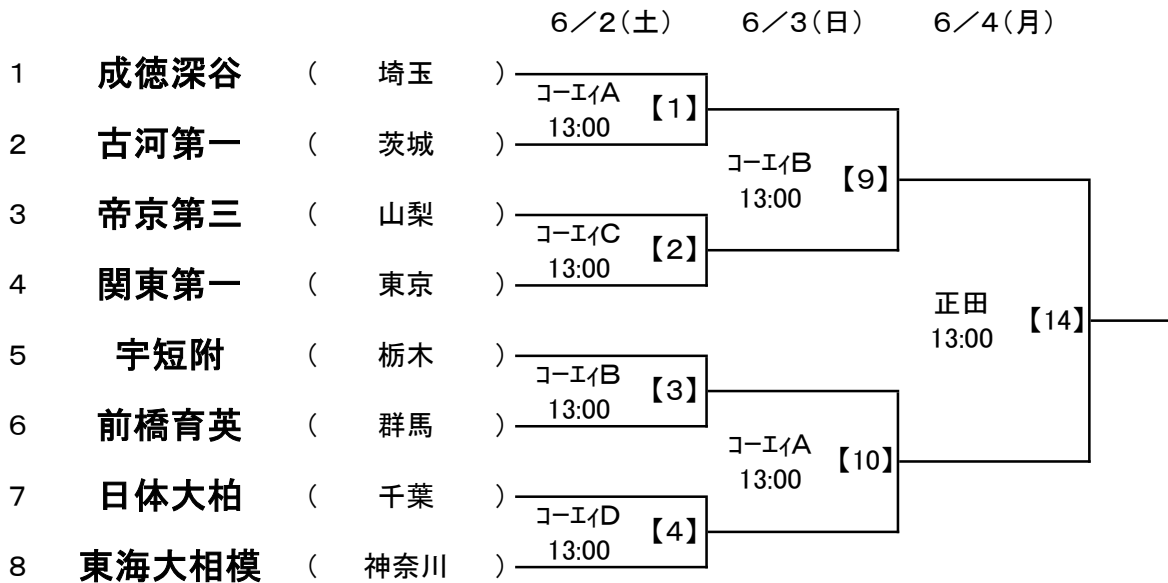 6/2(土) 6/3(日) 6/4(月)
1 成徳深谷 ( 埼玉 )
コーエィA 【1】
13:00
2 古河第一 ( 茨城 )
コーエィB 【9】
13:00
3 帝京第三 ( 山梨 )
コーエィC 【2】
13:00
4 関東第一 ( 東京 )
正田 【14】
13:00
5 宇短附 ( 栃木 )
コーエィB 【3】
13:00
6 前橋育英 ( 群馬 )
コーエィA 【10】
13:00
7 日体大柏 ( 千葉 )
コーエィD 【4】
13:00
8 東海大相模 ( 神奈川 )